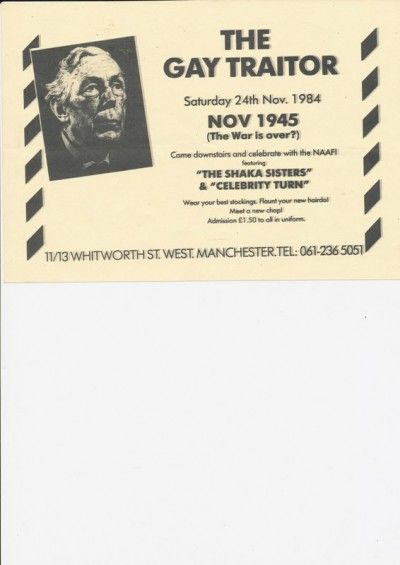 THE
GAY TRAITOR
Saturday 24th Nov. 1984
NOV 1945
(The War is over?)
Come downstairs and celebrate with the NAAFI
featuring:
"THE SHAKA SISTERS"
& "CELEBRITY TURN"
Wear your best stockings. Flaunt your new hairdo!
Meet a new chap!
Admission £1.50 to all in uniform.
11/13 WHITWORTH ST. WEST. MANCHESTER. TEL: 061-236 5051